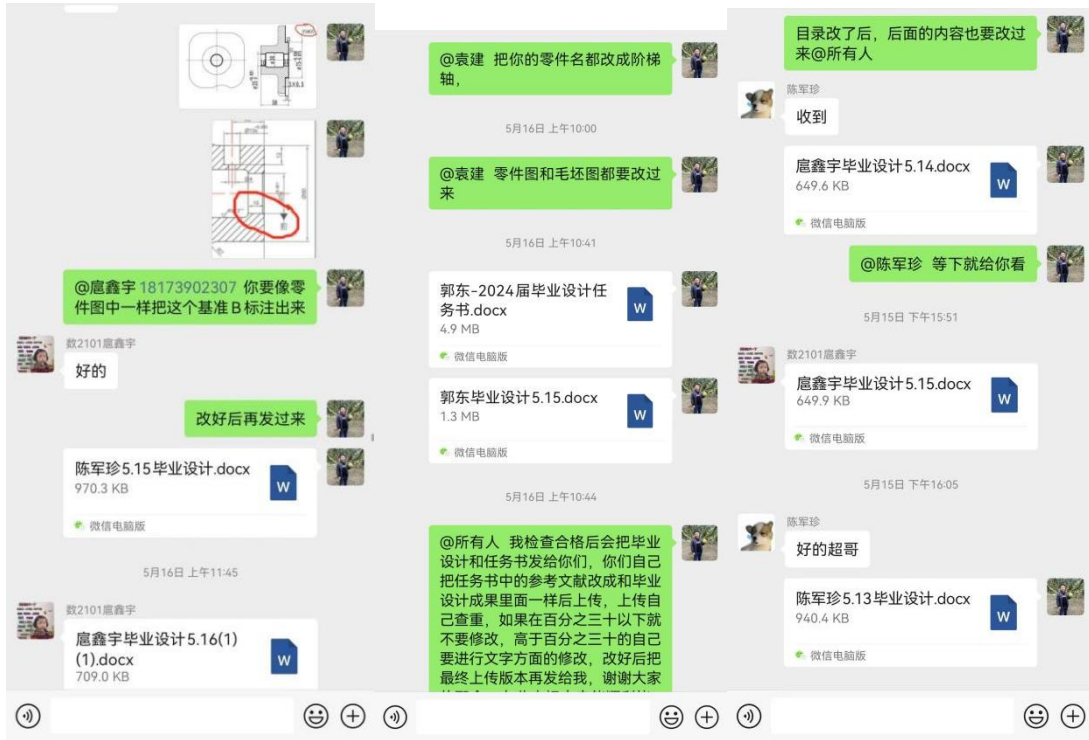 @扈鑫宇 18173902307 你要像零
件图中一样把这个基准 B 标注出来
数2101扈鑫宇
好的
改好后再发过来
陈军珍5.15毕业设计.docx
970.3 KB
W
微信电脑版
5月16日 上午11:45
数2101扈鑫宇
扈鑫宇毕业设计5.16(1)
(1).docx
709.0 KB
W
@袁建 把你的零件名都改成阶梯
轴，
5月16日 上午10:00
@袁建 零件图和毛坯图都要改过
来
5月16日 上午10:41
郭东-2024届毕业设计任
务书.docx
4.9 MB
W
微信电脑版
郭东毕业设计5.15.docx
1.3 MB
W
微信电脑版
5月16日 上午10:44
@所有人 我检查合格后会把毕业
设计和任务书发给你们，你们自己
把任务书中的参考文献改成和毕业
设计成果里面一样后上传，上传自
己查重，如果在百分之三十以下就
不要修改，高于百分之三十的自己
要进行文字方面的修改，改好后把
最终上传版本再发给我，谢谢大家
目录改了后，后面的内容也要改过
来@所有人
陈军珍
收到
扈鑫宇毕业设计5.14.docx
649.6 KB
W
微信电脑版
@陈军珍 等下就给你看
5月15日 下午15:51
数2101扈鑫宇
扈鑫宇毕业设计5.15.docx
649.9 KB
W
微信电脑版
5月15日 下午16:05
陈军珍
好的超哥
陈军珍5.13毕业设计.docx
940.4 KB
W
微信电脑版